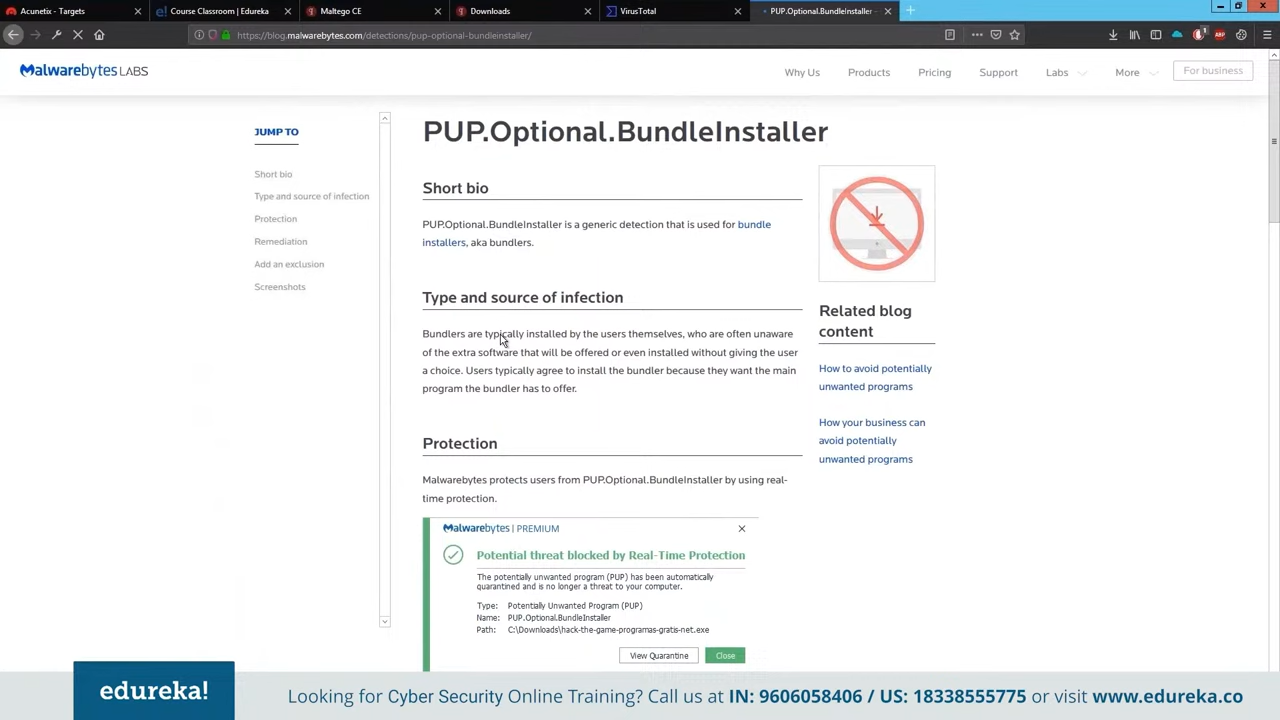 Acunetix - Targets
Course Classroom | Edureka
Maltego CE
Downloads
VirusTotal
PUP.Optional.BundleInstaller
https://blog.malwarebytes.com/detections/pup-optional-bundleinstaller/
Malwarebytes LABS
Why Us
Products
Pricing
Support
Labs
More
For business
JUMP TO
Short bio
Type and source of infection
Protection
Remediation
Add an exclusion
Screenshots
PUP.Optional.BundleInstaller
Short bio
PUP.Optional.BundleInstaller is a generic detection that is used for bundle
installers, aka bundlers.
Type and source of infection
Bundlers are typically installed by the users themselves, who are often unaware
of the extra software that will be offered or even installed without giving the user
a choice. Users typically agree to install the bundler because they want the main
program the bundler has to offer.
Protection
Malwarebytes protects users from PUP.Optional.BundleInstaller by using real-
time protection.
Malwarebytes | PREMIUM
Potential threat blocked by Real-Time Protection
The potentially unwanted program (PUP) has been automatically
quarantined and is no longer a threat to your computer.
Type: Potentially Unwanted Program (PUP)
Name: PUP.Optional.BundleInstaller
Path: C:\Downloads\hack-the-game-programas-gratis-net.exe
View Quarantine
Close
Related blog
content
How to avoid potentially
unwanted programs
How your business can
avoid potentially
unwanted programs
edureka!
Looking for Cyber Security Online Training? Call us at IN: 9606058406 / US: 18338555775 or visit www.edureka.co